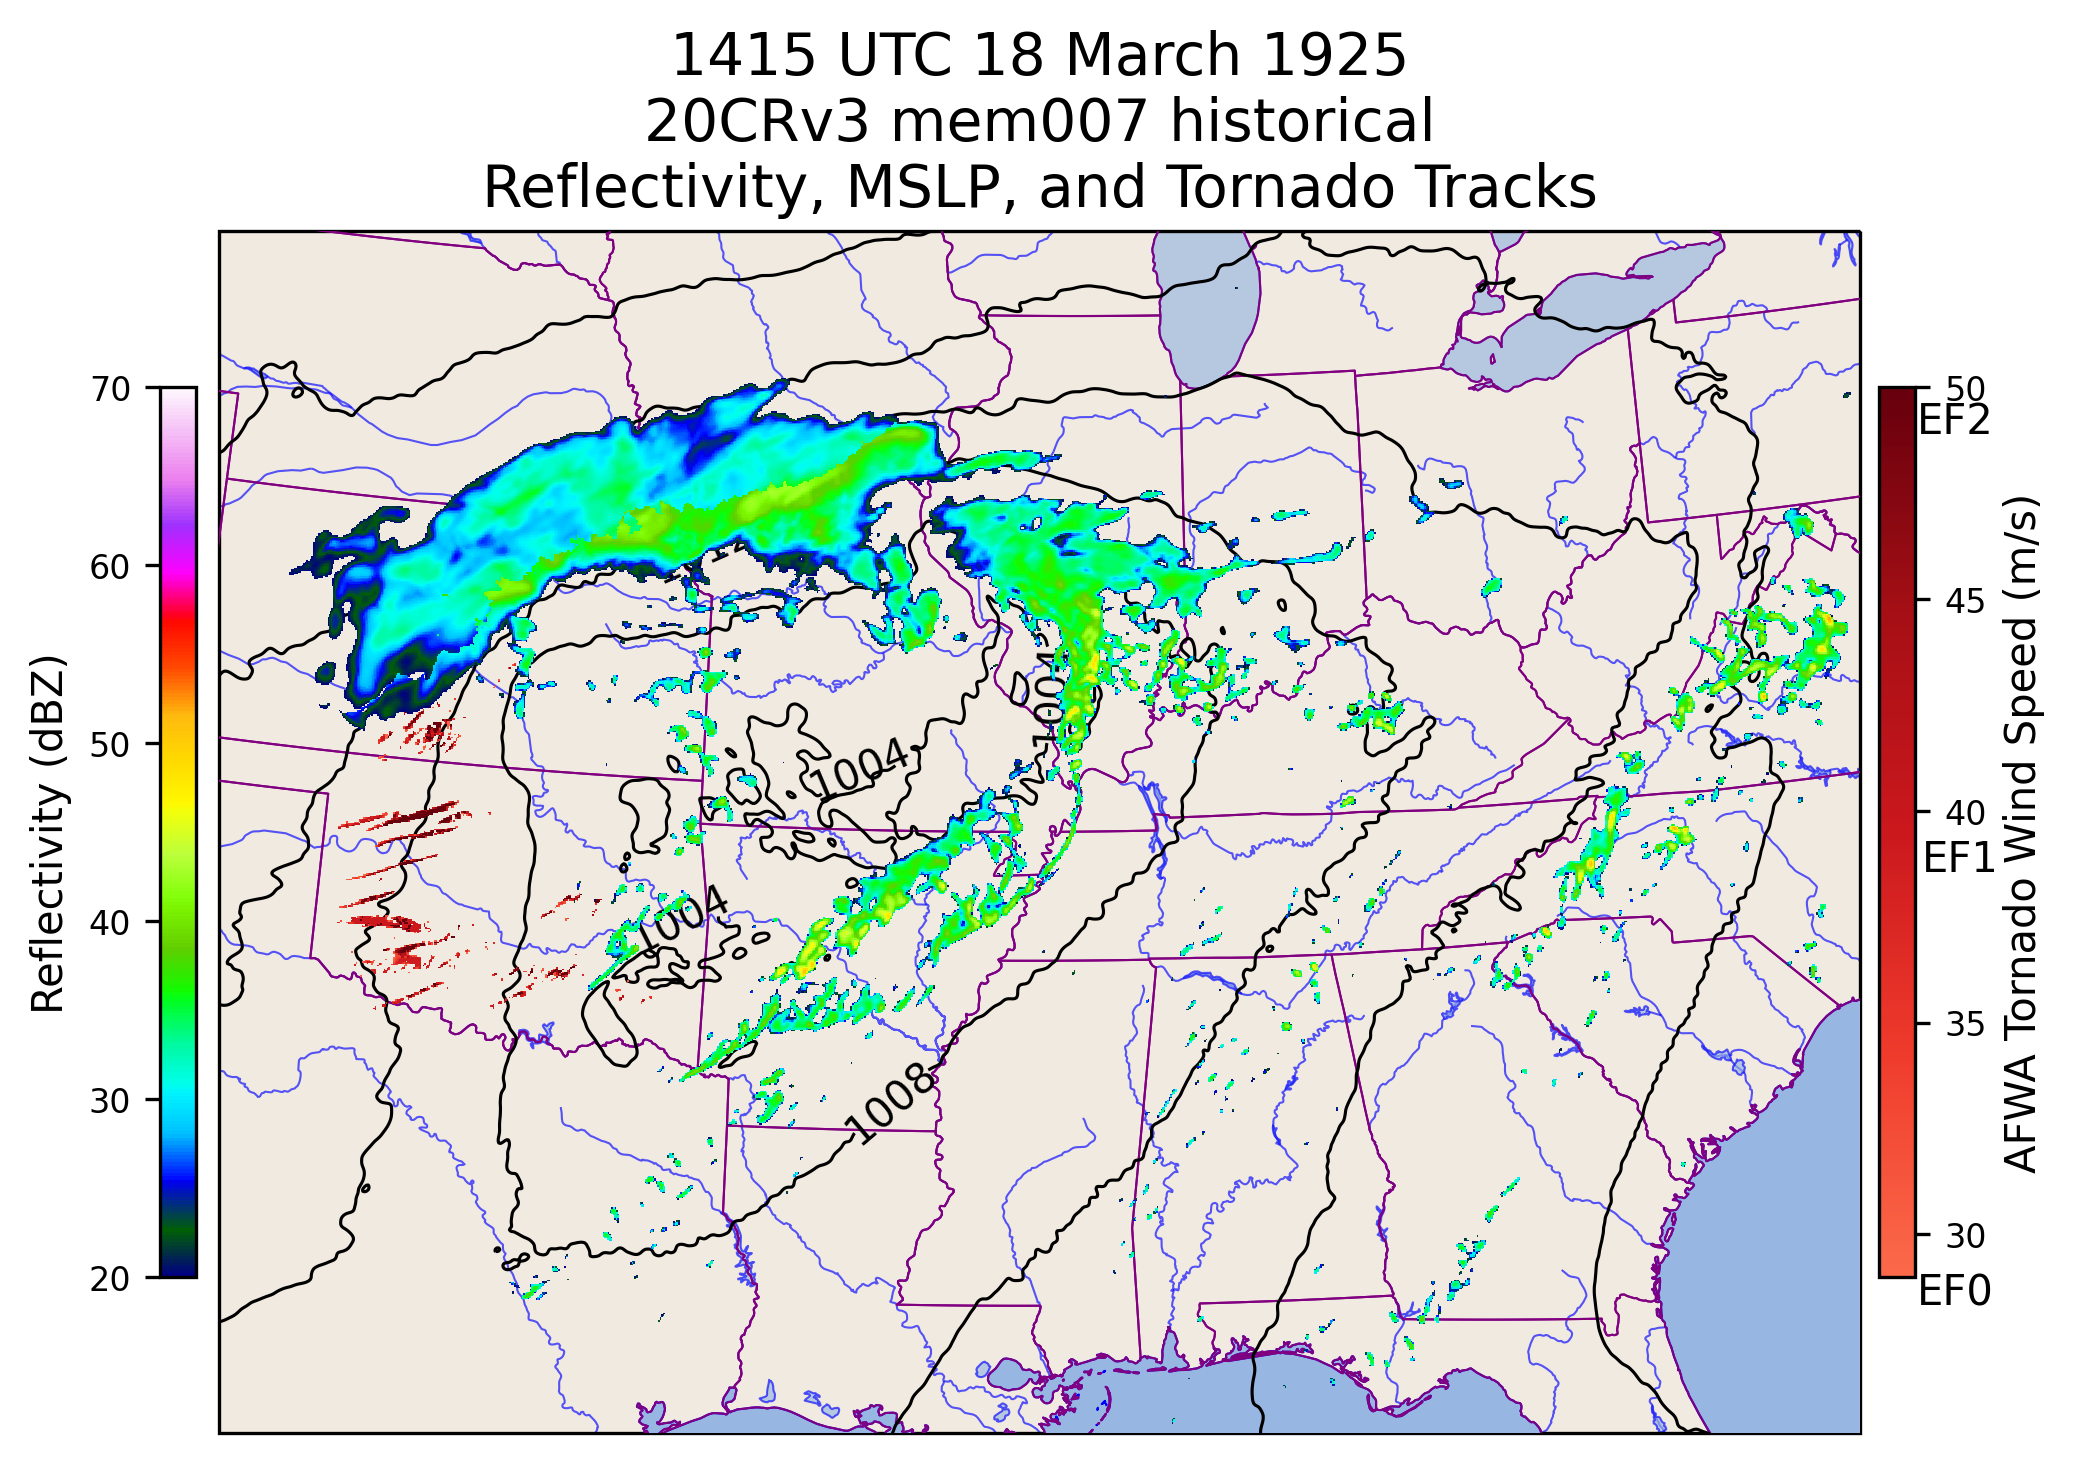 1415 UTC 18 March 1925
20CRv3 mem007 historical
Reflectivity, MSLP, and Tornado Tracks
Reflectivity (dBZ)
70
60
50
40
30
20
1004
1004
1004
1008
50
EF2
45
40
EF1
35
30
EF0
AFWA Tornado Wind Speed (m/s)